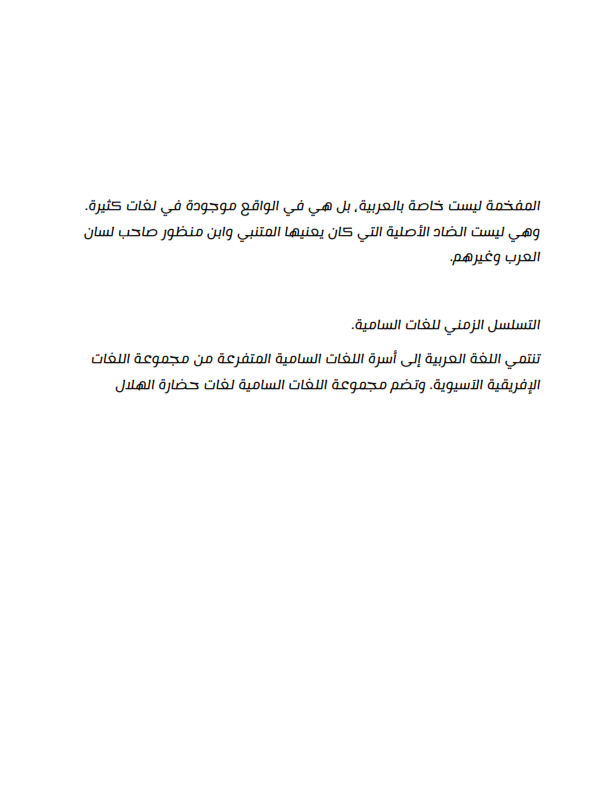 المفخمة ليست خاصة بالعربية، بل هي في الواقع موجودة في لغات كثيرة.
وهي ليست الضاد الأصلية التي كان يعنيها المتنبي وابن منظور صاحب لسان
العرب وغيرهم.
التسلسل الزمني للغات السامية.
تنتمي اللغة العربية إلى أسرة اللغات السامية المتفرعة من مجموعة اللغات
الإفريقية الآسيوية. وتضم مجموعة اللغات السامية لغات حضارة الهلال